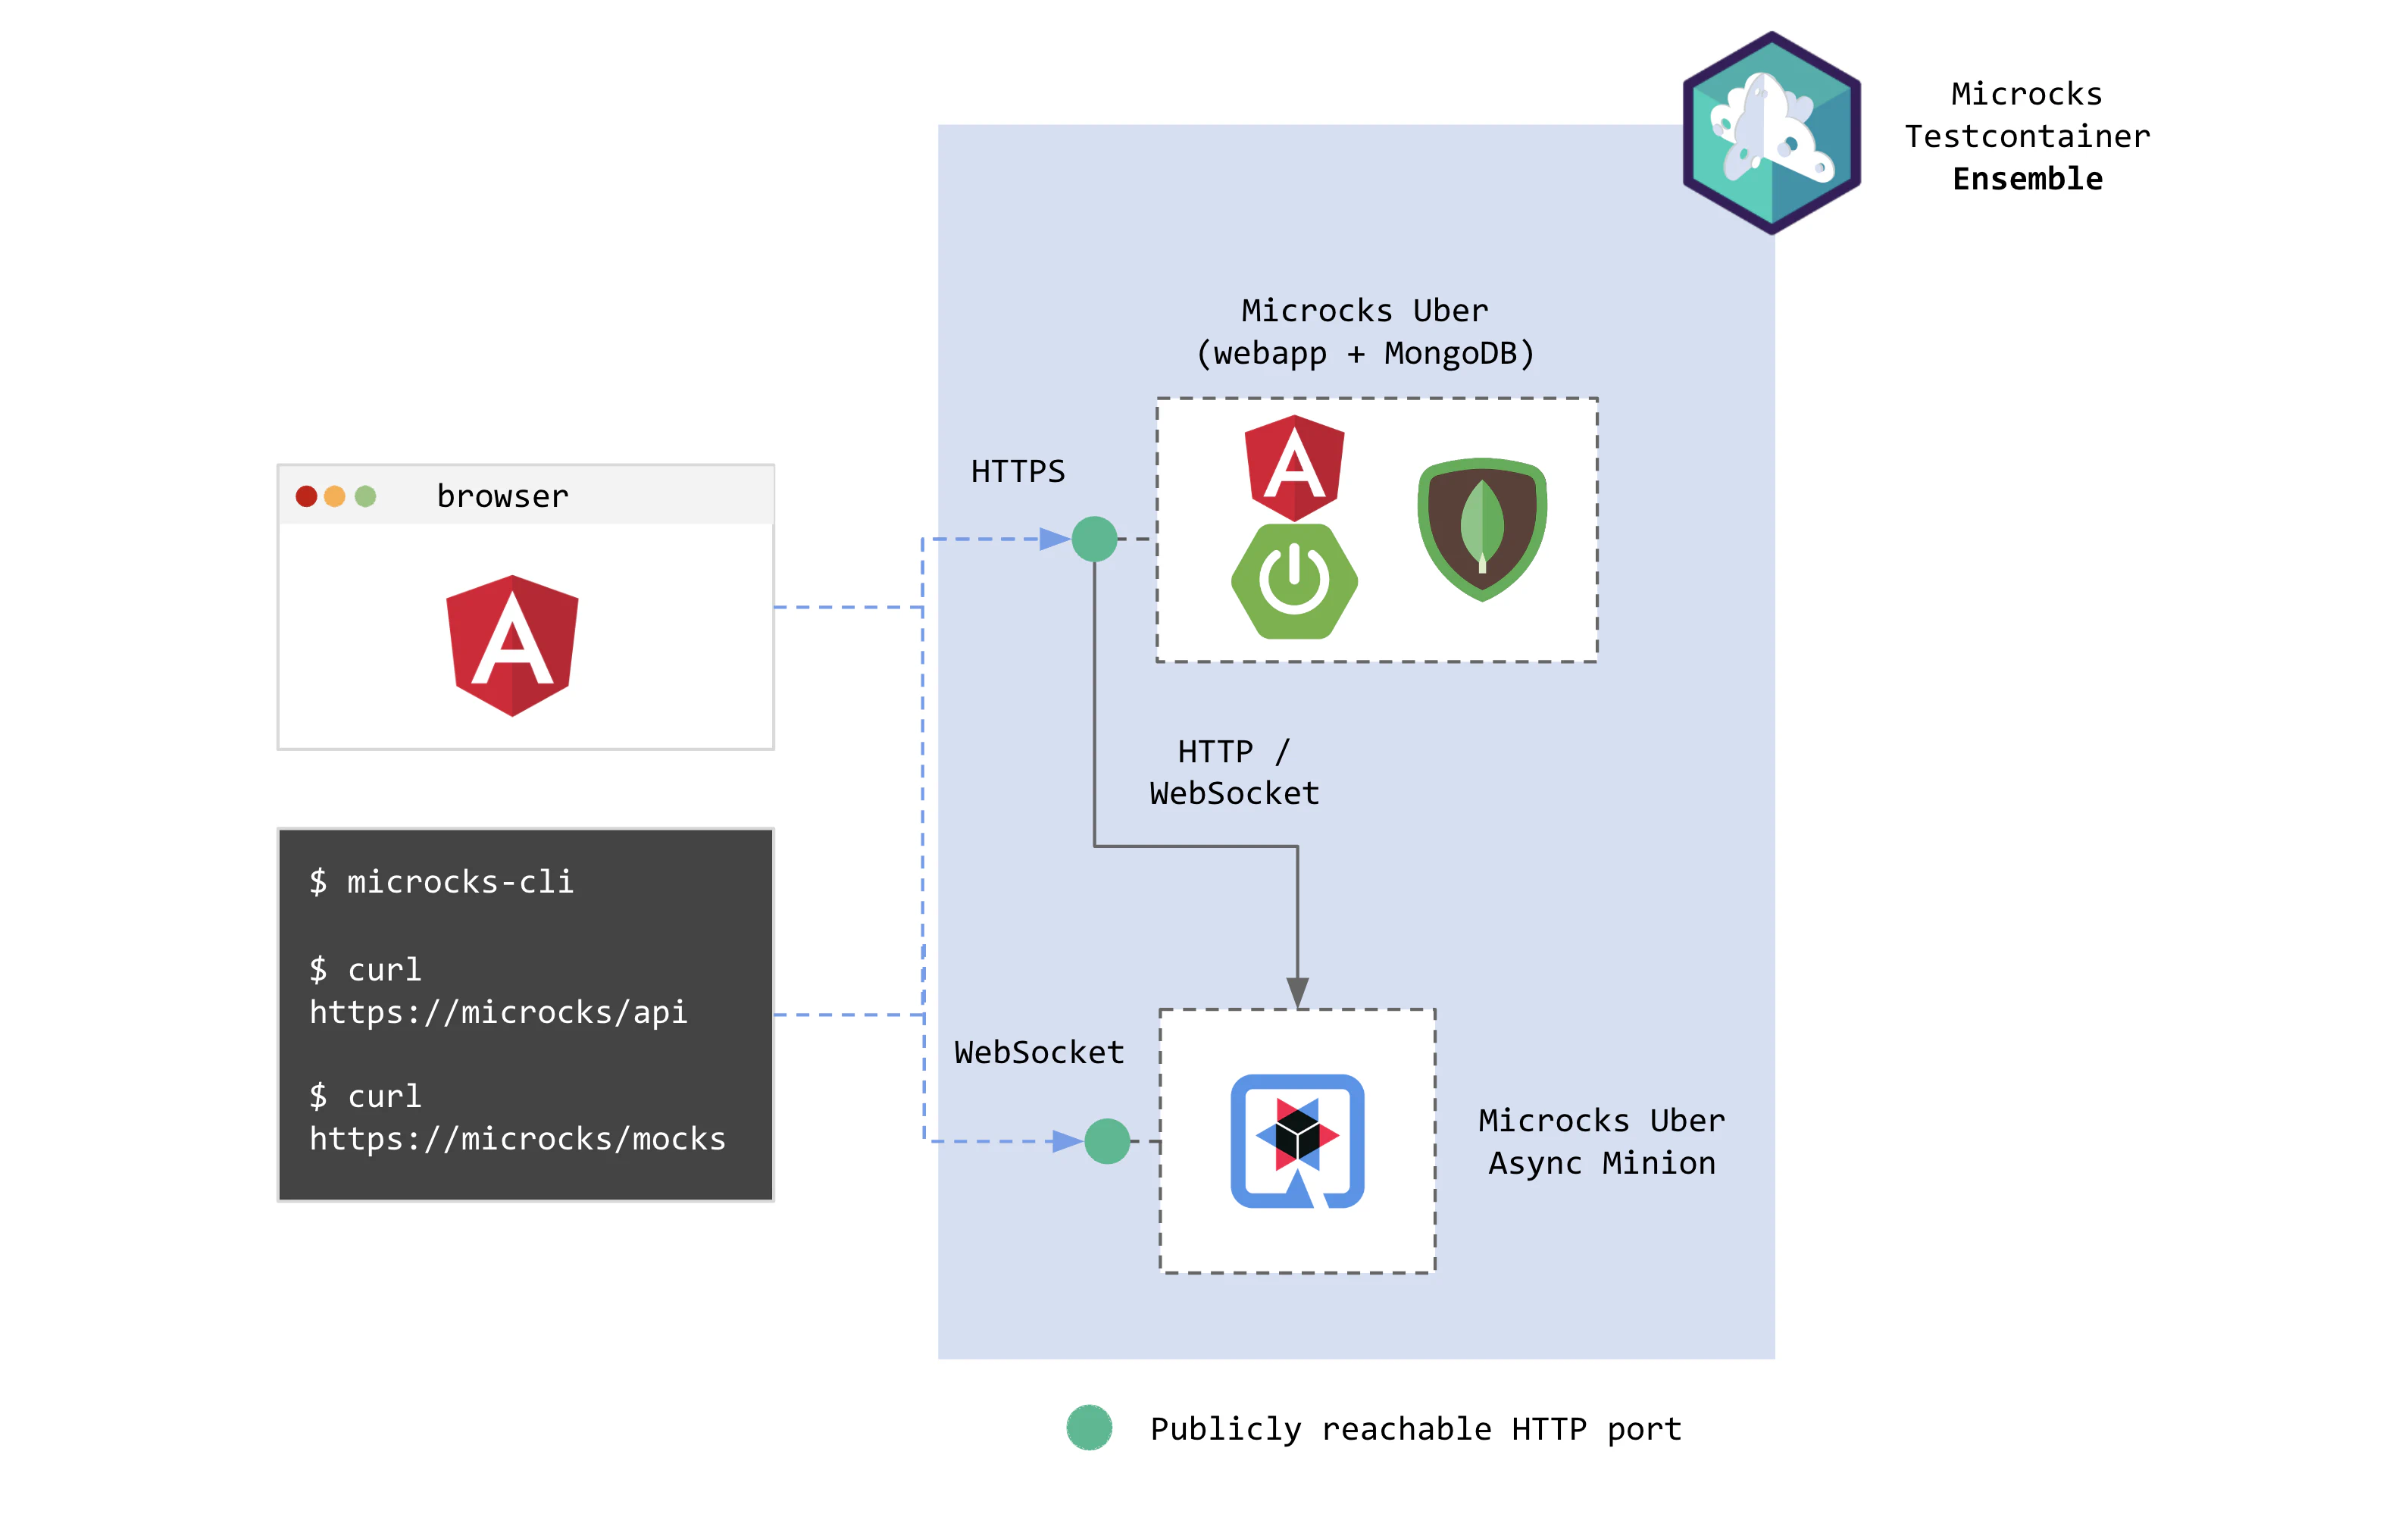 Microcks
Testcontainer
Ensemble
Microcks Uber
(webapp + MongoDB)
HTTPS
browser
HTTP /
WebSocket
$ microcks-cli
$ curl
https://microcks/api
$ curl
https://microcks/mocks
WebSocket
Microcks Uber
Async Minion
Publicly reachable HTTP port